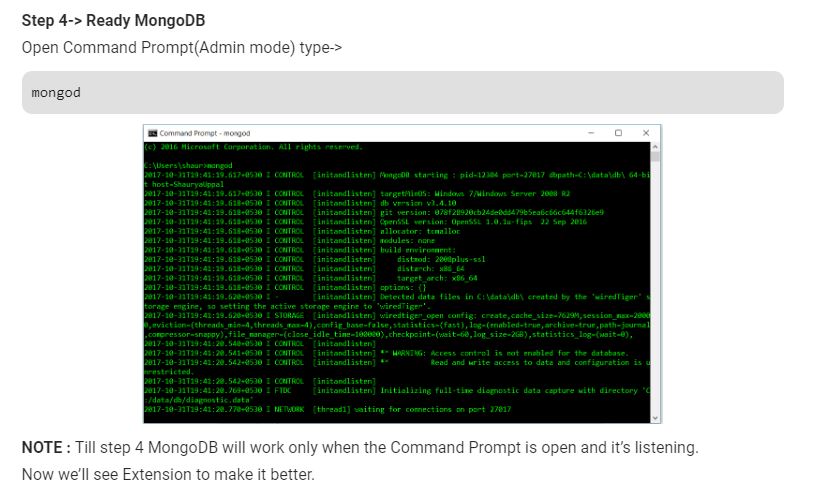 Step 4-> Ready MongoDB
Open Command Prompt(Admin mode) type->
mongod
Command Prompt - mongod
(c) 2016 Microsoft Corporation. All rights reserved.
C:\Users\shaur>mongod
2017-10-31T19:41:19.617+0530 I CONTROL [initandlisten] MongoDB starting : pid=12304 port=27017 dbpath=C:\data\db\ 64-bi
t host=ShauryaUppal
2017-10-31T19:41:19.617+0530 I CONTROL [initandlisten] targetMinOS: Windows 7/Windows Server 2008 R2
2017-10-31T19:41:19.618+0530 I CONTROL [initandlisten] db version v3.4.10
2017-10-31T19:41:19.618+0530 I CONTROL [initandlisten] git version: 078f28920cb24de0dd479b5ea6c66c644f6326e9
2017-10-31T19:41:19.618+0530 I CONTROL [initandlisten] OpenSSL version: OpenSSL 1.0.1u-fips 22 Sep 2016
2017-10-31T19:41:19.618+0530 I CONTROL [initandlisten] allocator: tcmalloc
2017-10-31T19:41:19.618+0530 I CONTROL [initandlisten] modules: none
2017-10-31T19:41:19.618+0530 I CONTROL [initandlisten] build environment:
2017-10-31T19:41:19.618+0530 I CONTROL [initandlisten] distmod: 2008plus-ssl
2017-10-31T19:41:19.618+0530 I CONTROL [initandlisten] distarch: x86_64
2017-10-31T19:41:19.618+0530 I CONTROL [initandlisten] target_arch: x86_64
2017-10-31T19:41:19.618+0530 I CONTROL [initandlisten] options: {}
2017-10-31T19:41:19.620+0530 I - [initandlisten] Detected data files in C:\data\db\ created by the 'wiredTiger' s
torage engine, so setting the active storage engine to 'wiredTiger'.
2017-10-31T19:41:19.620+0530 I STORAGE [initandlisten] wiredtiger_open config: create,cache_size=7629M,session_max=2000
0,eviction=(threads_min=4,threads_max=4),config_base=false,statistics=(fast),log=(enabled=true,archive=true,path=journal
,compressor=snappy),file_manager=(close_idle_time=100000),checkpoint=(wait=60,log_size=2GB),statistics_log=(wait=0),
2017-10-31T19:41:20.540+0530 I CONTROL [initandlisten]
2017-10-31T19:41:20.541+0530 I CONTROL [initandlisten] ** WARNING: Access control is not enabled for the database.
2017-10-31T19:41:20.542+0530 I CONTROL [initandlisten] ** Read and write access to data and configuration is u
nrestricted.
2017-10-31T19:41:20.542+0530 I CONTROL [initandlisten]
2017-10-31T19:41:20.769+0530 I FTDC [initandlisten] Initializing full-time diagnostic data capture with directory 'C
:/data/db/diagnostic.data'
2017-10-31T19:41:20.770+0530 I NETWORK [thread1] waiting for connections on port 27017
NOTE : Till step 4 MongoDB will work only when the Command Prompt is open and it’s listening.
Now we’ll see Extension to make it better.